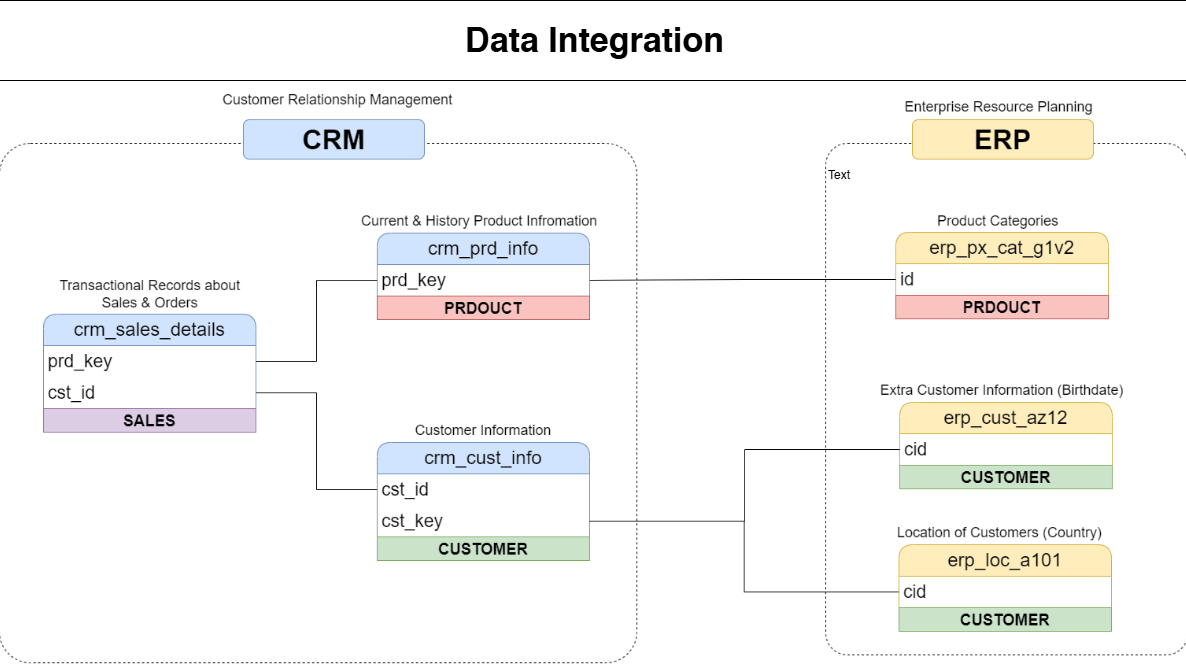 Data Integration
Customer Relationship Management
CRM
Transactional Records about
Sales & Orders
crm_sales_details
prd_key
cst_id
SALES
Current & History Product Infromation
crm_prd_info
prd_key
PRDOUCT
Customer Information
crm_cust_info
cst_id
cst_key
CUSTOMER
Enterprise Resource Planning
ERP
Text
Product Categories
erp_px_cat_g1v2
id
PRDOUCT
Extra Customer Information (Birthdate)
erp_cust_az12
cid
CUSTOMER
Location of Customers (Country)
erp_loc_a101
cid
CUSTOMER